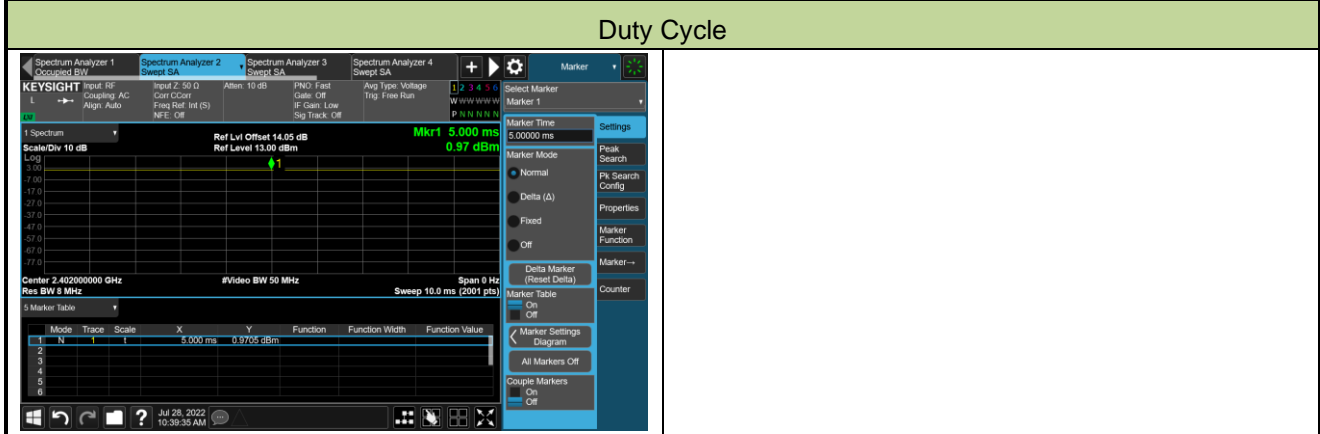 Duty Cycle
Spectrum Analyzer 1
Occupied BW
Spectrum Analyzer 2
Swept SA
Spectrum Analyzer 3
Swept SA
Spectrum Analyzer 4
Swept SA
Marker
KEYSIGHT
L
Input: RF
Coupling: AC
Align: Auto
Input Z: 50 Ω
Corr CCorr
Freq Ref: Int (S)
NFE: Off
Atten: 10 dB
PNO: Fast
Gate: Off
IF Gain: Low
Sig Track: Off
Avg Type: Voltage
Trig: Free Run
1 2 3 4 5 6
W W W W W W
P N N N N N
Select Marker
Marker 1
1 Spectrum
Scale/Div 10 dB
Ref Lvl Offset 14.05 dB
Ref Level 13.00 dBm
Mkr1 5.000 ms
0.97 dBm
Log
1
3.00
-7.00
-17.0
-27.0
-37.0
-47.0
-57.0
-67.0
-77.0
Center 2.402000000 GHz
Res BW 8 MHz
#Video BW 50 MHz
Span 0 Hz
Sweep 10.0 ms (2001 pts)
5 Marker Table
Mode Trace Scale X Y Function Function Width Function Value
1 N 1 t 5.000 ms 0.9705 dBm
2
3
4
5
6
Marker Time
5.00000 ms
Marker Mode
Normal
Delta (Δ)
Fixed
Off
Delta Marker
(Reset Delta)
Marker Table
On
Off
Marker Settings
Diagram
All Markers Off
Couple Markers
On
Off
Settings
Peak
Search
Pk Search
Config
Properties
Marker
Function
Marker→
Counter
?
Jul 28, 2022
10:39:35 AM